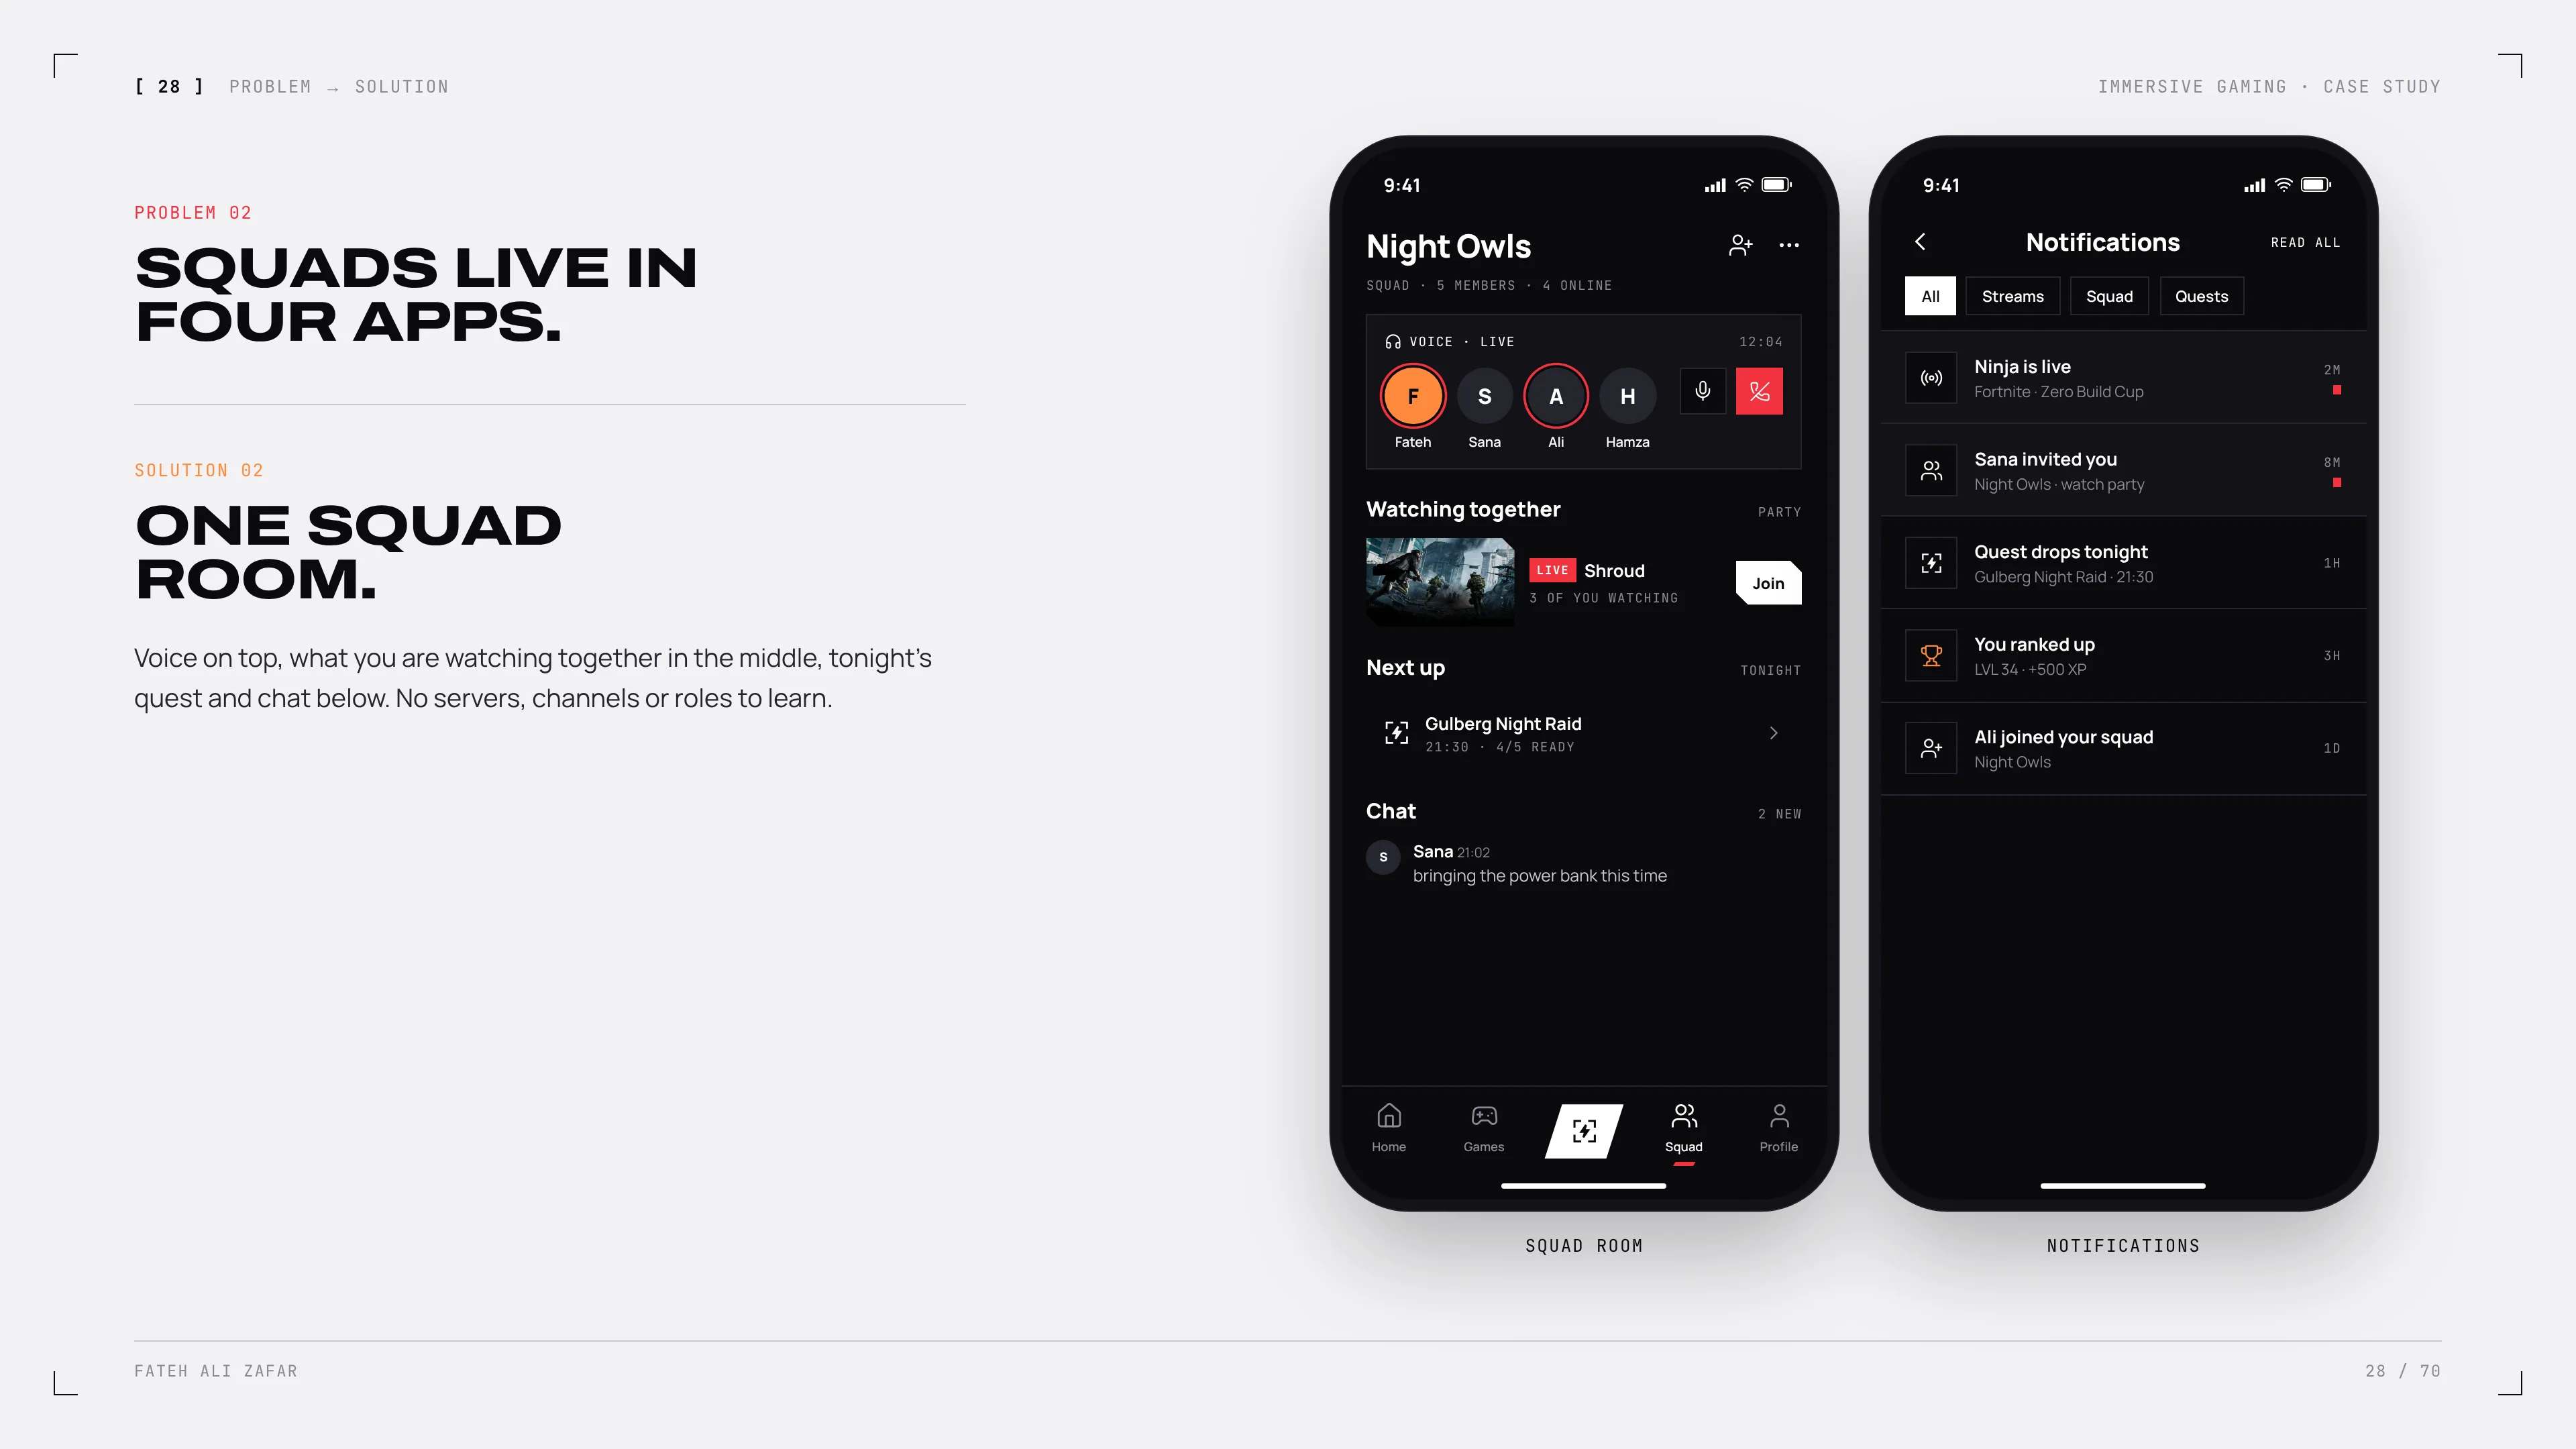 [ 28 ] PROBLEM → SOLUTION
IMMERSIVE GAMING · CASE STUDY
PROBLEM 02
SQUADS LIVE IN
FOUR APPS.
SOLUTION 02
ONE SQUAD
ROOM.
Voice on top, what you are watching together in the middle, tonight's
quest and chat below. No servers, channels or roles to learn.
9:41
Night Owls
SQUAD · 5 MEMBERS · 4 ONLINE
VOICE · LIVE 12:04
F S A H
Fateh Sana Ali Hamza
Watching together PARTY
LIVE Shroud
3 OF YOU WATCHING
Join
Next up TONIGHT
Gulberg Night Raid
21:30 · 4/5 READY
Chat 2 NEW
S
Sana 21:02
bringing the power bank this time
Home Games Squad Profile
SQUAD ROOM
9:41
Notifications READ ALL
All Streams Squad Quests
Ninja is live 2M
Fortnite · Zero Build Cup
Sana invited you 8M
Night Owls · watch party
Quest drops tonight 1H
Gulberg Night Raid · 21:30
You ranked up 3H
LVL 34 · +500 XP
Ali joined your squad 1D
Night Owls
NOTIFICATIONS
FATEH ALI ZAFAR
28 / 70